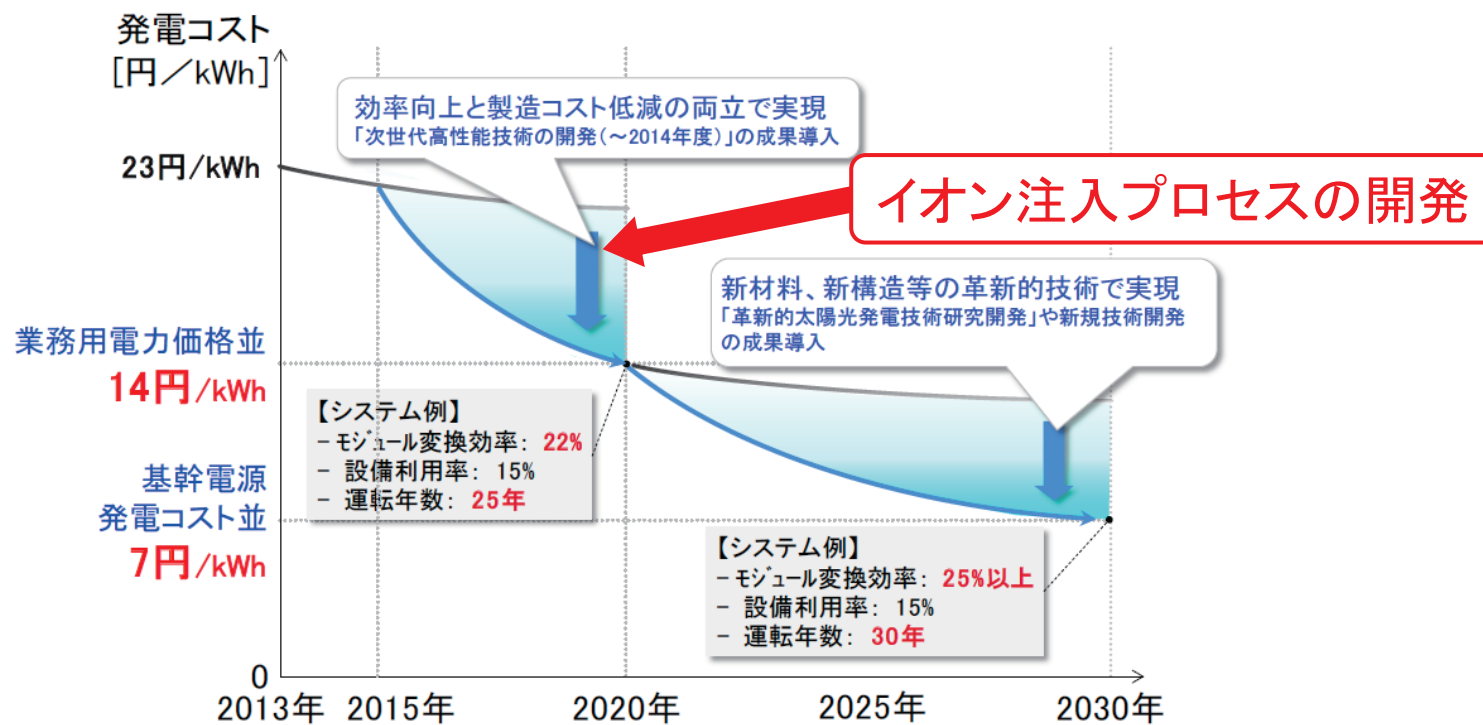 発電コスト
[円／kWh]
効率向上と製造コスト低減の両立で実現
「次世代高性能技術の開発(～2014年度)」の成果導入
23円/kWh
イオン注入プロセスの開発
新材料、新構造等の革新的技術で実現
「革新的太陽光発電技術研究開発」や新規技術開発
の成果導入
業務用電力価格並
14円/kWh
【システム例】
－ﾓｼﾞｭｰﾙ変換効率： 22%
－ 設備利用率： 15%
－ 運転年数： 25年
基幹電源
発電コスト並
7円/kWh
【システム例】
－ﾓｼﾞｭｰﾙ変換効率： 25%以上
－ 設備利用率： 15%
－ 運転年数： 30年
0
2013年 2015年 2020年 2025年 2030年